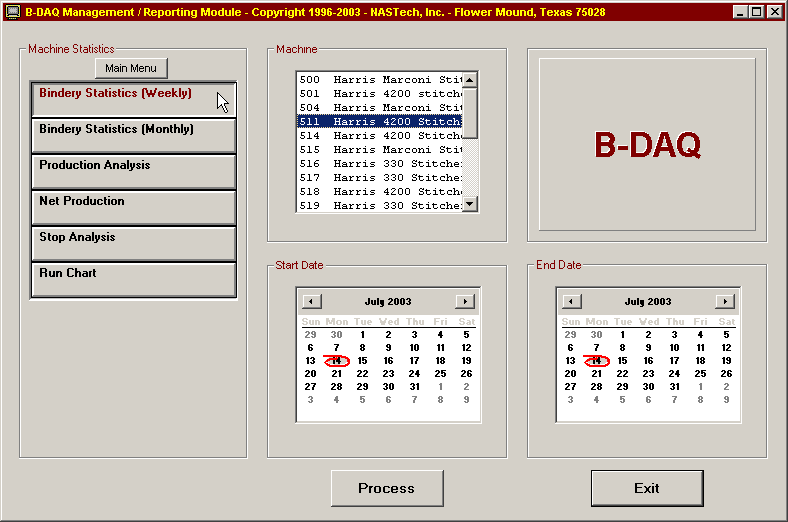 B-DAQ Management / Reporting Module - Copyright 1996-2003 - NASTech, Inc. - Flower Mound, Texas 75028
Machine Statistics
Main Menu
Bindery Statistics (Weekly)
Bindery Statistics (Monthly)
Production Analysis
Net Production
Stop Analysis
Run Chart
Machine
500 Harris Marconi Stit
501 Harris 4200 stitche
504 Harris Marconi Stit
511 Harris 4200 Stitche
514 Harris 4200 Stitche
515 Harris Marconi Stit
516 Harris 330 Stitche
517 Harris 330 Stitche
518 Harris 4200 Stitche
519 Harris 330 Stitche
B-DAQ
Start Date
July 2003
Sun Mon Tue Wed Thu Fri Sat
29 30 1 2 3 4 5
6 7 8 9 10 11 12
13 14 15 16 17 18 19
20 21 22 23 24 25 26
27 28 29 30 31 1 2
3 4 5 6 7 8 9
End Date
July 2003
Sun Mon Tue Wed Thu Fri Sat
29 30 1 2 3 4 5
6 7 8 9 10 11 12
13 14 15 16 17 18 19
20 21 22 23 24 25 26
27 28 29 30 31 1 2
3 4 5 6 7 8 9
Process
Exit